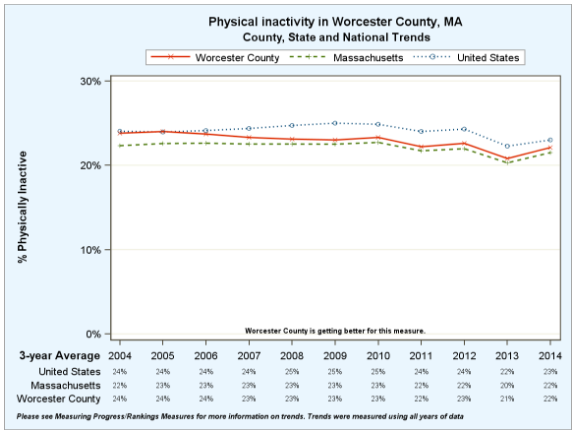 Physical inactivity in Worcester County, MA
County, State and National Trends
Worcester County Massachusetts United States
30%
20%
10%
0%
% Physically Inactive
Worcester County is getting better for this measure.
3-year Average 2004 2005 2006 2007 2008 2009 2010 2011 2012 2013 2014
United States 24% 24% 24% 24% 25% 25% 25% 24% 24% 22% 23%
Massachusetts 22% 23% 23% 23% 23% 23% 23% 22% 22% 20% 22%
Worcester County 24% 24% 24% 23% 23% 23% 23% 22% 23% 21% 22%
Please see Measuring Progress/Rankings Measures for more information on trends. Trends were measured using all years of data